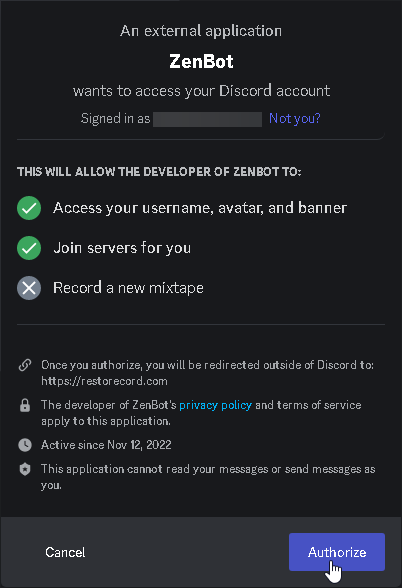 An external application
ZenBot
wants to access your Discord account
Signed in as Not you?
THIS WILL ALLOW THE DEVELOPER OF ZENBOT TO:
Access your username, avatar, and banner
Join servers for you
Record a new mixtape
Once you authorize, you will be redirected outside of Discord to:
https://restorecord.com
The developer of ZenBot's privacy policy and terms of service
apply to this application.
Active since Nov 12, 2022
This application cannot read your messages or send messages as
you.
Cancel
Authorize